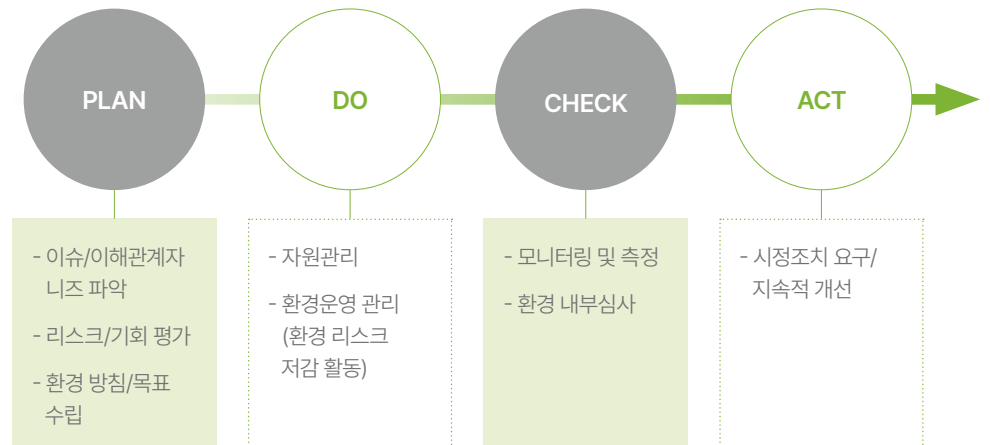 PLAN
DO
CHECK
ACT
- 이슈/이해관계자
니즈 파악
- 리스크/기회 평가
- 환경 방침/목표
수립
- 자원관리
- 환경운영 관리
(환경 리스크
저감 활동)
- 모니터링 및 측정
- 환경 내부심사
- 시정조치 요구/
지속적 개선